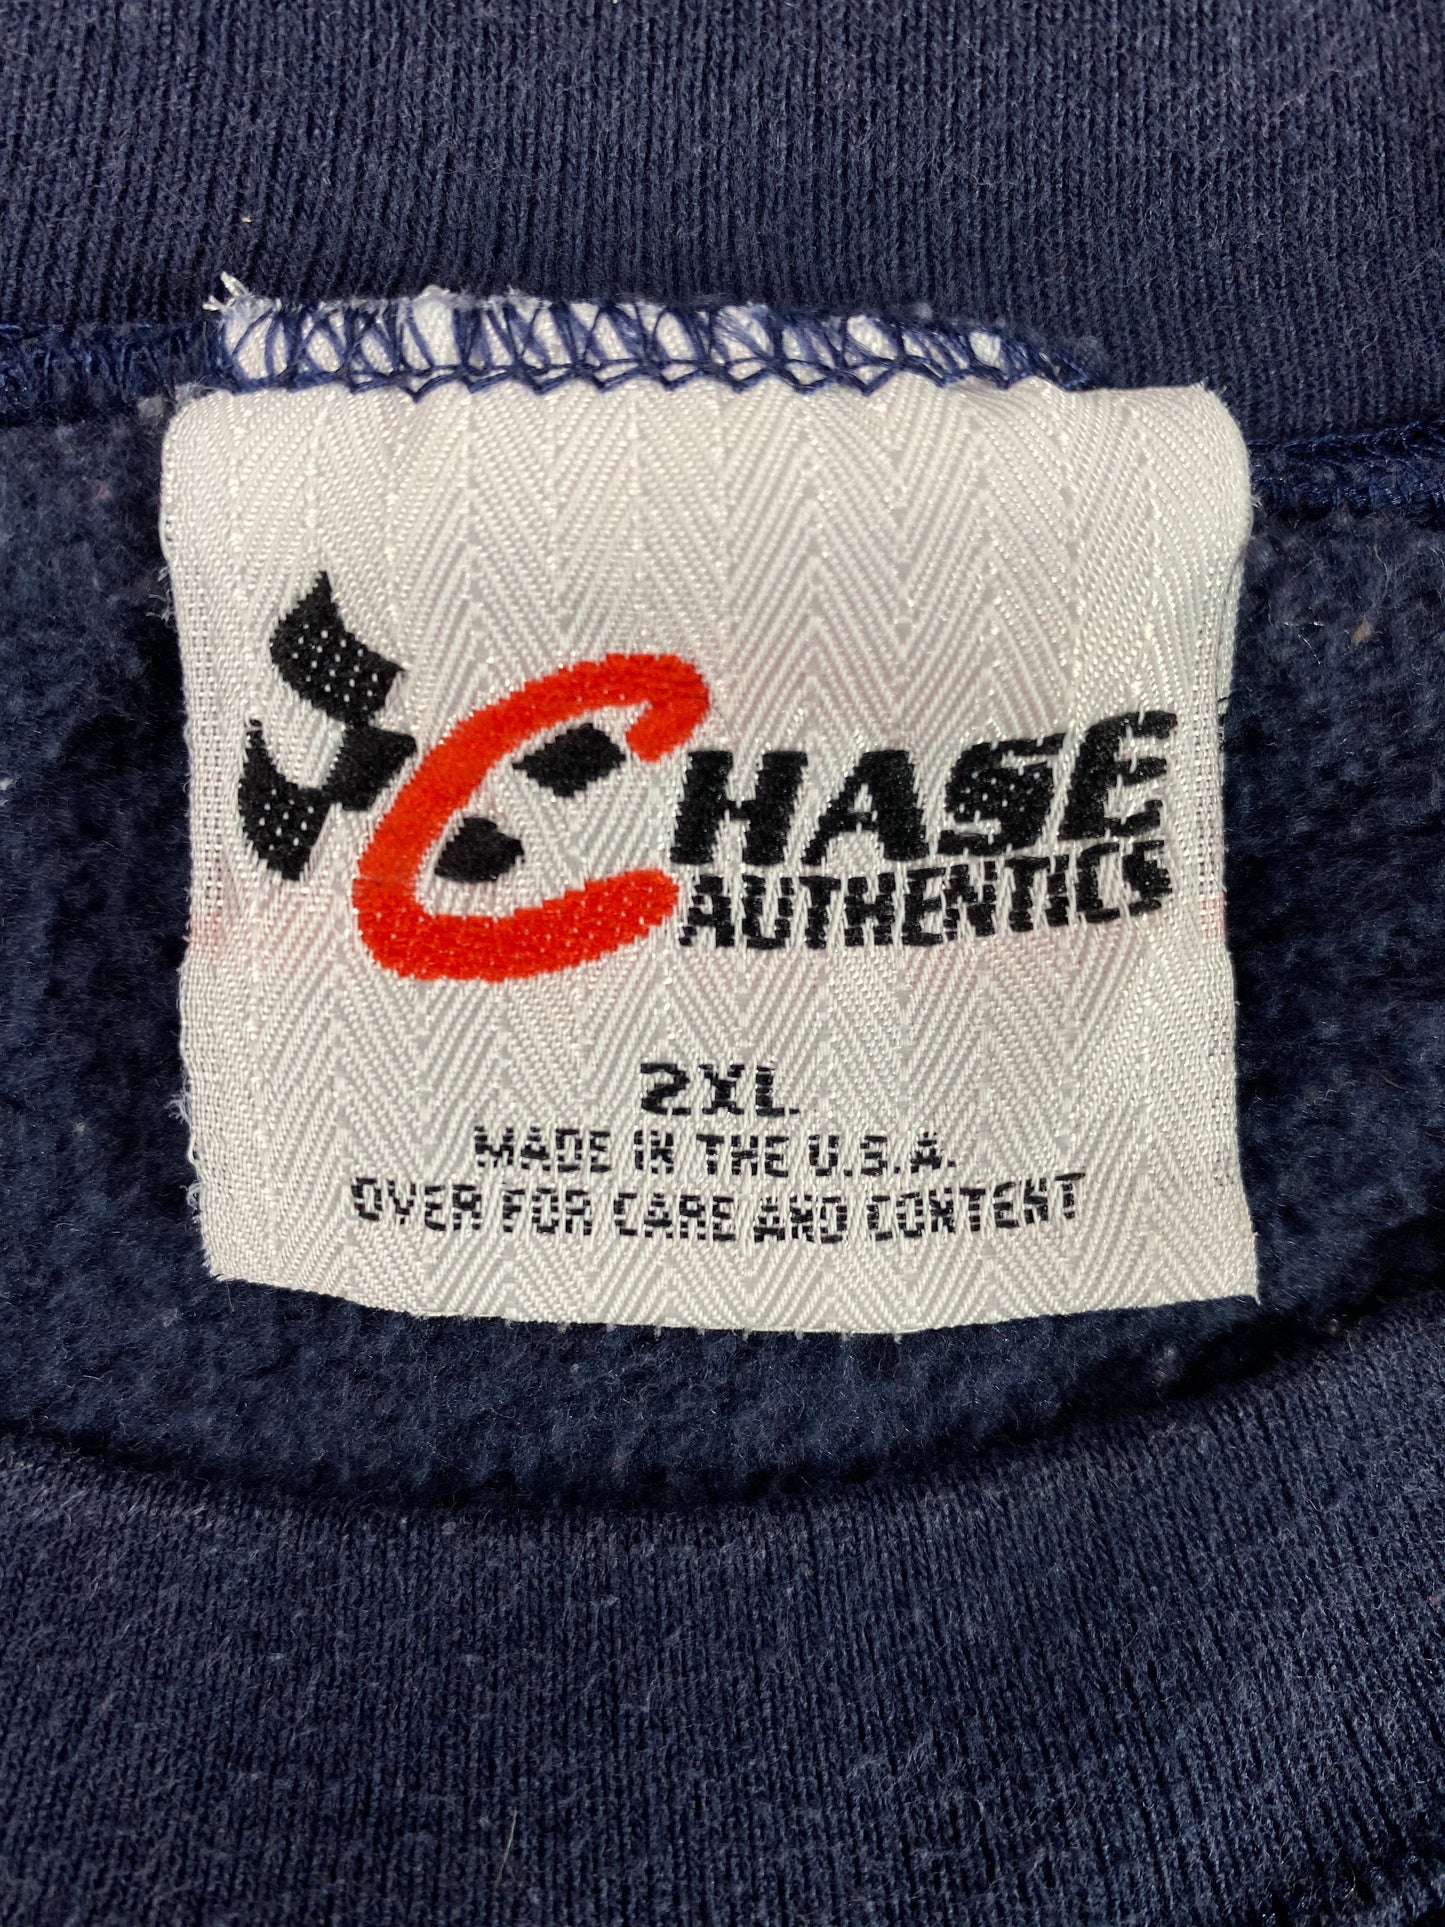 CHASE
AUTHENTICS
2XL
MADE IN THE U.S.A.
OVER FOR CARE AND CONTENT